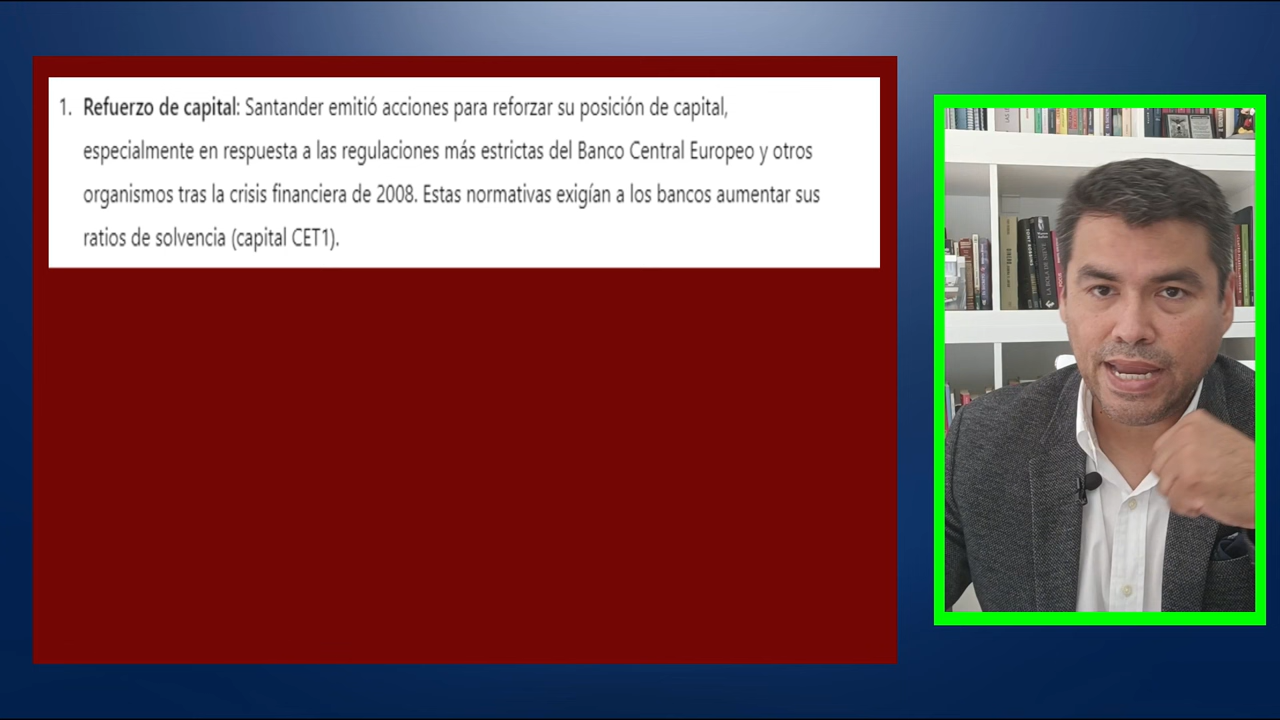 1. Refuerzo de capital: Santander emitió acciones para reforzar su posición de capital,
especialmente en respuesta a las regulaciones más estrictas del Banco Central Europeo y otros
organismos tras la crisis financiera de 2008. Estas normativas exigían a los bancos aumentar sus
ratios de solvencia (capital CET1).